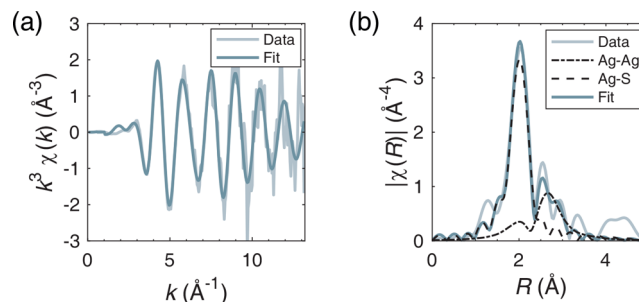 (a)
3
2
1
0
-1
-2
-3
k³ χ(k) (Å⁻³)
Data
Fit
0
5
10
k (Å⁻¹)
(b)
4
3
2
1
0
|χ(R)| (Å⁻⁴)
Data
Ag-Ag
Ag-S
Fit
0
2
4
R (Å)